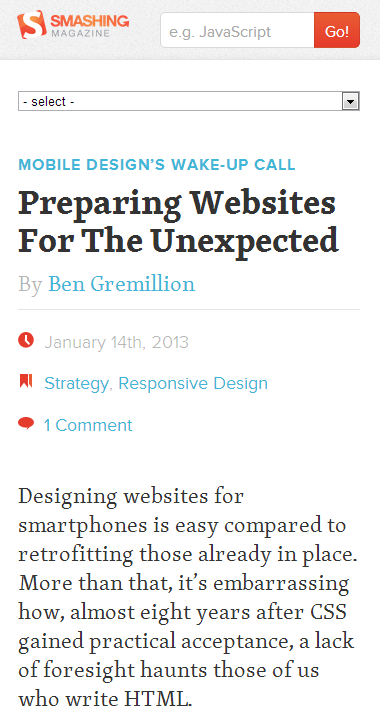 SMASHING
MAGAZINE
e.g. JavaScript
Go!
- select -
MOBILE DESIGN’S WAKE-UP CALL
Preparing Websites
For The Unexpected
By Ben Gremillion
January 14th, 2013
Strategy, Responsive Design
1 Comment
Designing websites for
smartphones is easy compared to
retrofitting those already in place.
More than that, it’s embarrassing
how, almost eight years after CSS
gained practical acceptance, a lack
of foresight haunts those of us
who write HTML.